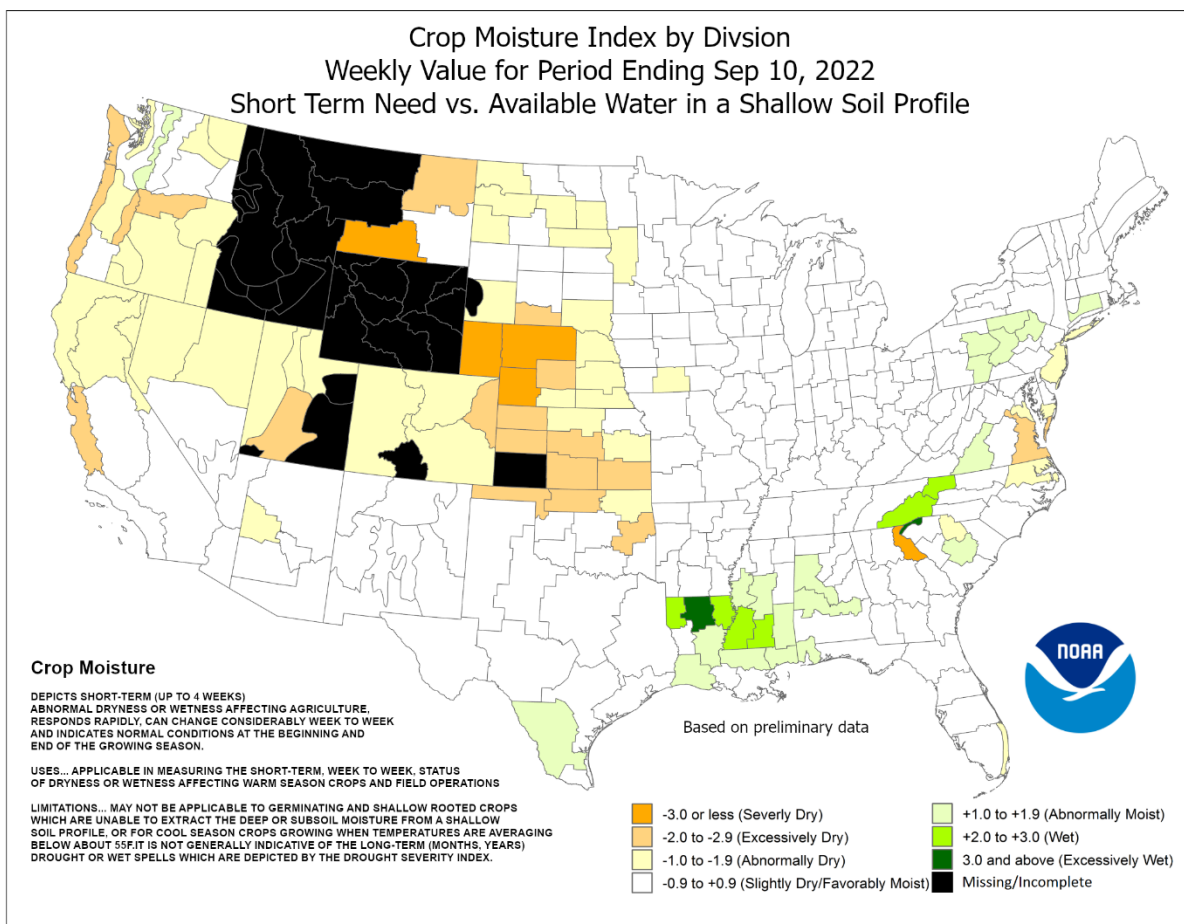 Crop Moisture Index by Divsion
Weekly Value for Period Ending Sep 10, 2022
Short Term Need vs. Available Water in a Shallow Soil Profile
NOAA
Crop Moisture
DEPICTS SHORT-TERM (UP TO 4 WEEKS)
ABNORMAL DRYNESS OR WETNESS AFFECTING AGRICULTURE,
RESPONDS RAPIDLY, CAN CHANGE CONSIDERABLY WEEK TO WEEK
AND INDICATES NORMAL CONDITIONS AT THE BEGINNING AND
END OF THE GROWING SEASON.
USES... APPLICABLE IN MEASURING THE SHORT-TERM, WEEK TO WEEK, STATUS
OF DRYNESS OR WETNESS AFFECTING WARM SEASON CROPS AND FIELD OPERATIONS
LIMITATIONS... MAY NOT BE APPLICABLE TO GERMINATING AND SHALLOW ROOTED CROPS
WHICH ARE UNABLE TO EXTRACT THE DEEP OR SUBSOIL MOISTURE FROM A SHALLOW
SOIL PROFILE, OR FOR COOL SEASON CROPS GROWING WHEN TEMPERATURES ARE AVERAGING
BELOW ABOUT 55F.IT IS NOT GENERALLY INDICATIVE OF THE LONG-TERM (MONTHS, YEARS)
DROUGHT OR WET SPELLS WHICH ARE DEPICTED BY THE DROUGHT SEVERITY INDEX.
Based on preliminary data
-3.0 or less (Severly Dry)
-2.0 to -2.9 (Excessively Dry)
-1.0 to -1.9 (Abnormally Dry)
-0.9 to +0.9 (Slightly Dry/Favorably Moist)
+1.0 to +1.9 (Abnormally Moist)
+2.0 to +3.0 (Wet)
3.0 and above (Excessively Wet)
Missing/Incomplete